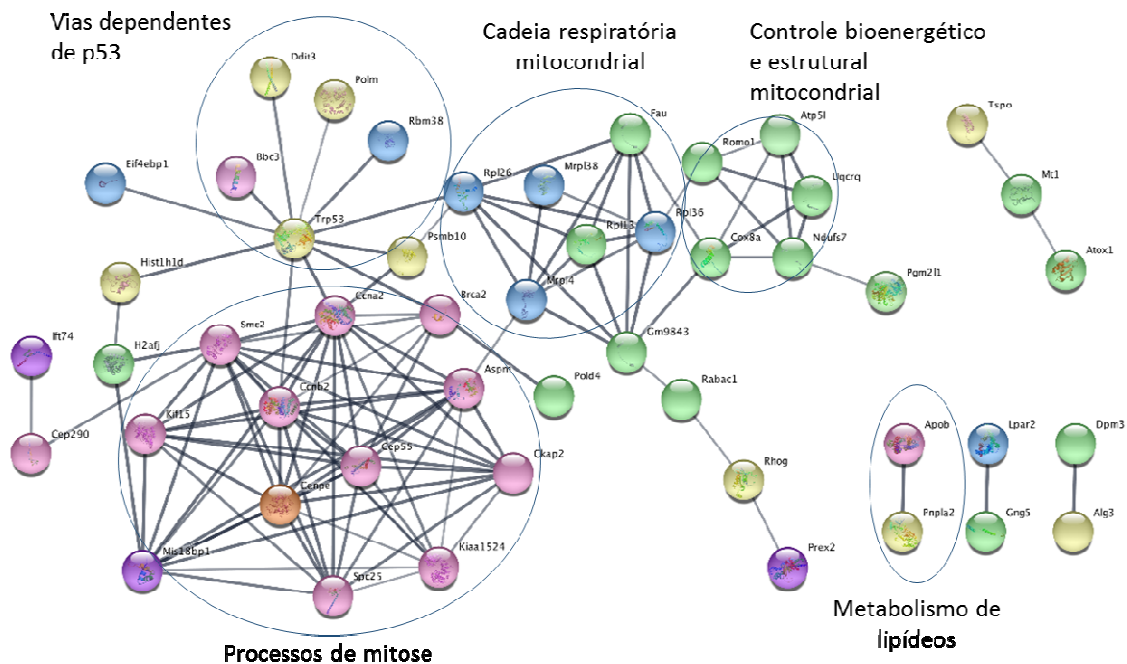 Vias dependentes
de p53
Cadeia respiratória
mitocondrial
Controle bioenergético
e estrutural
mitocondrial
Ddit3
Polm
Rbm38
Bbc3
Eif4ebp1
Trp53
Psmb10
Hist1h1d
Rpl26
Mrpl38
Fau
Rpl36
Mrpl4
Gm9843
Romo1
Atp5l
Uqcrq
Cox8a
Ndufs7
Pgm2l1
Tspo
Mt1
Atox1
Ift74
H2afj
Cep290
Smc2
Ccna2
Brca2
Ccnb2
Aspm
Kif15
Cep55
Ckap2
Cenpe
Mis18bp1
Kiaa1524
Spc25
Pold4
Rabac1
Rhog
Prex2
Apob
Lpar2
Dpm3
Pnpla2
Gng5
Alg3
Metabolismo de
lipídeos
Processos de mitose